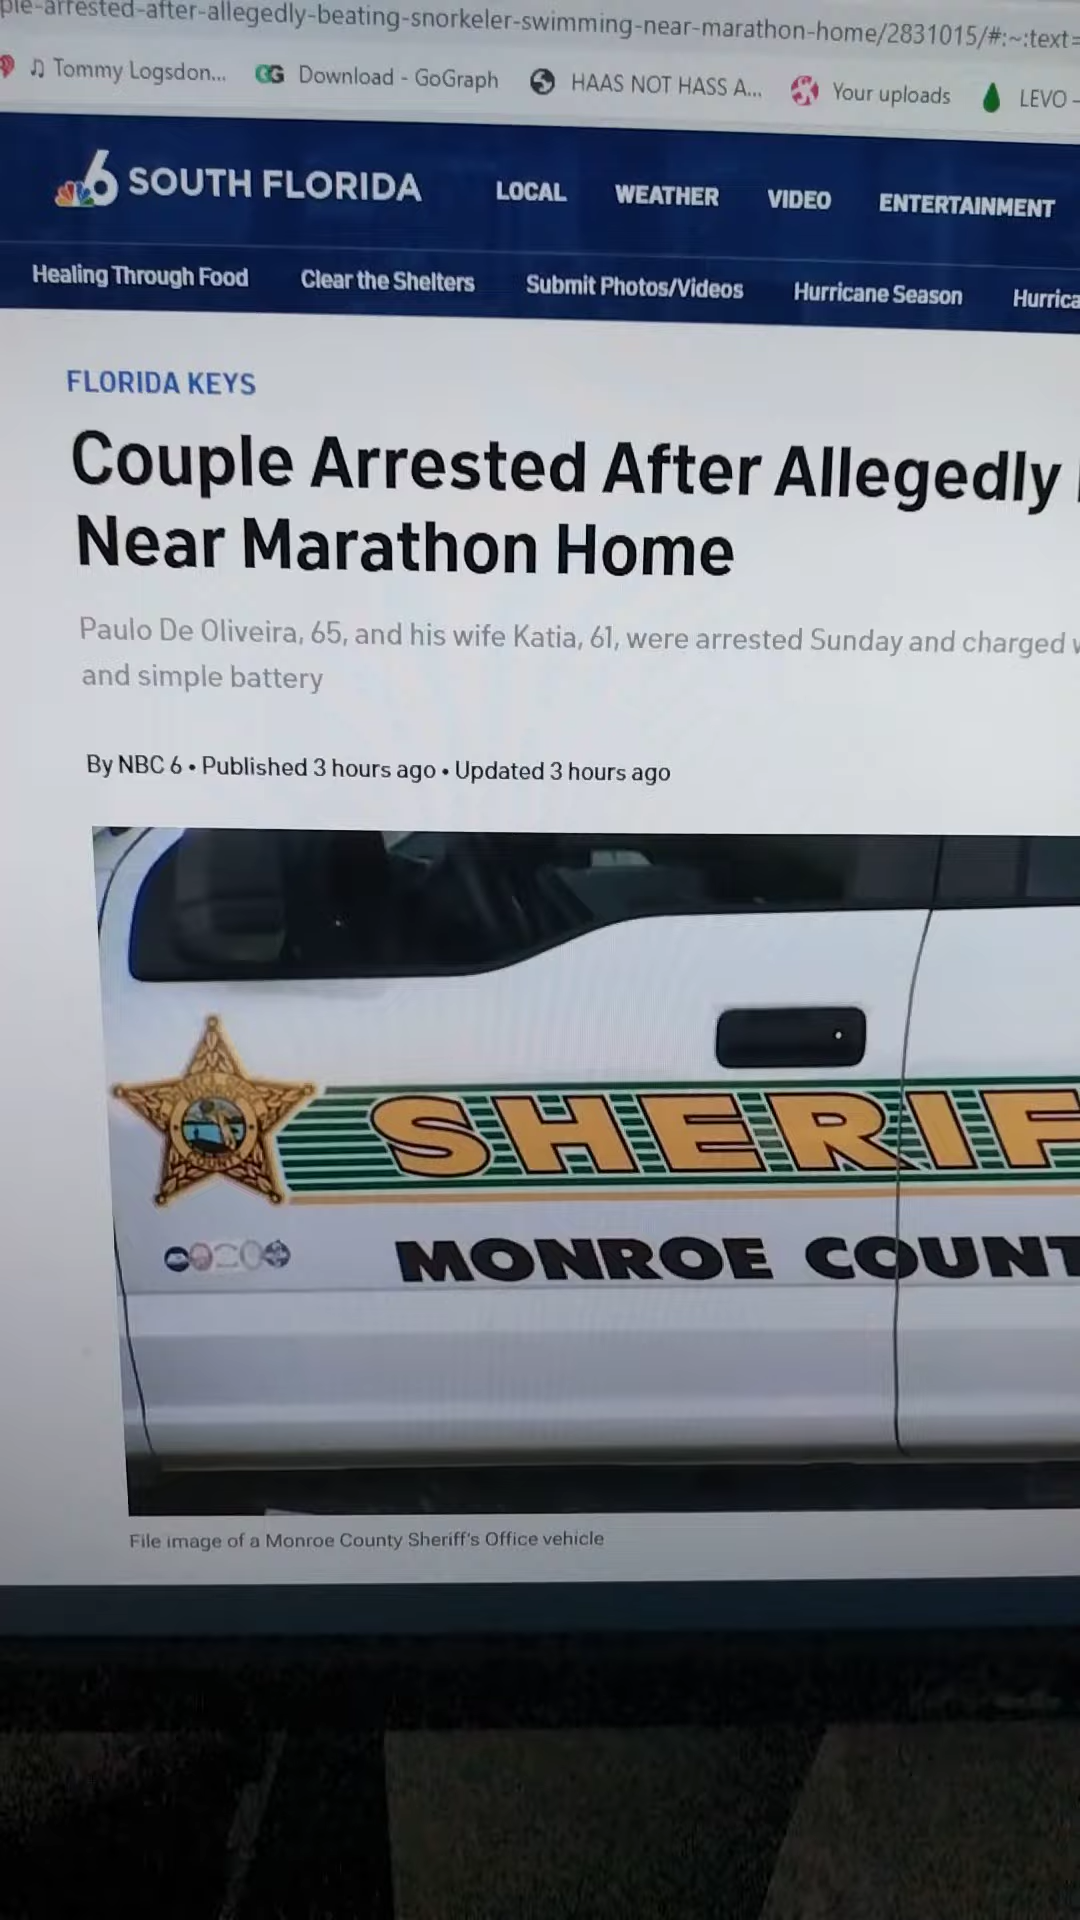 ple-arrested-after-allegedly-beating-snorkeler-swimming-near-marathon-home/2831015/#:~:text=
♫ Tommy Logsdon... GG Download - GoGraph HAAS NOT HASS A... Your uploads LEVO -
6 SOUTH FLORIDA LOCAL WEATHER VIDEO ENTERTAINMENT
Healing Through Food Clear the Shelters Submit Photos/Videos Hurricane Season Hurrica
FLORIDA KEYS
Couple Arrested After Allegedly
Near Marathon Home
Paulo De Oliveira, 65, and his wife Katia, 61, were arrested Sunday and charged w
and simple battery
By NBC 6 • Published 3 hours ago • Updated 3 hours ago
SHERIF
MONROE COUNT
File image of a Monroe County Sheriff's Office vehicle